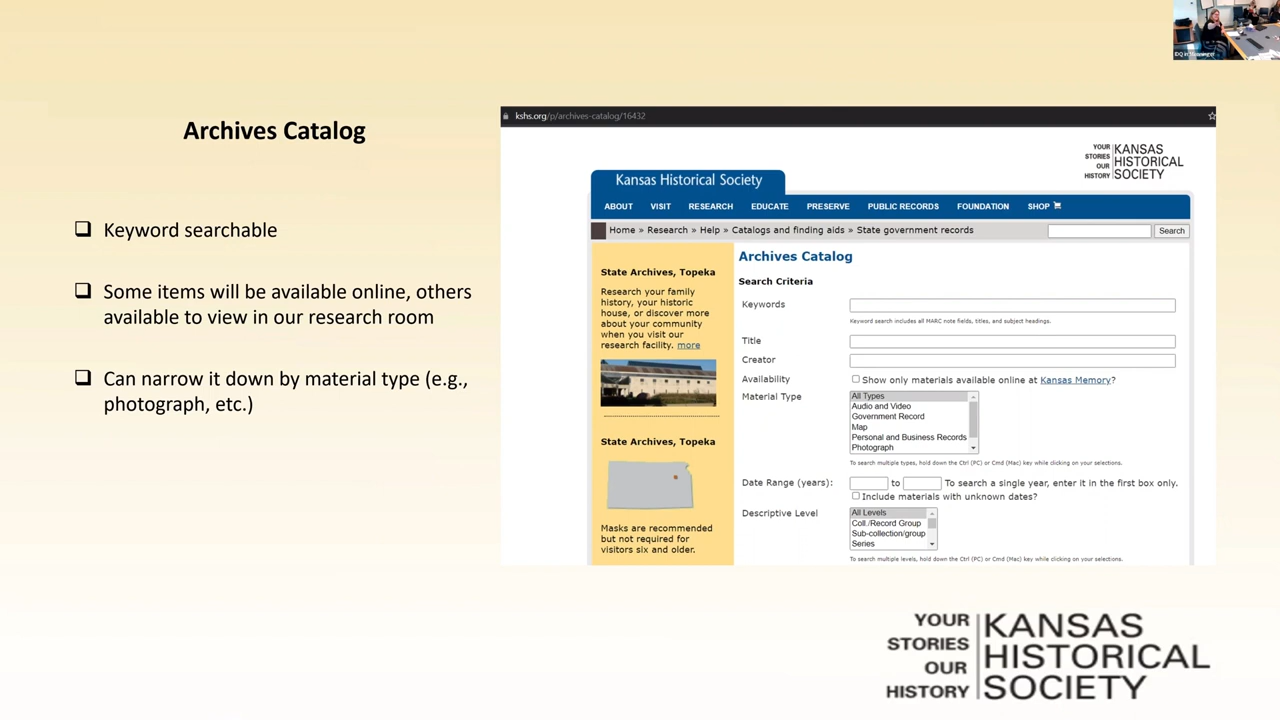 Archives Catalog
Keyword searchable
Some items will be available online, others
available to view in our research room
Can narrow it down by material type (e.g.,
photograph, etc.)
kshs.org/p/archives-catalog/16432
YOUR
STORIES
OUR
HISTORY
KANSAS
HISTORICAL
SOCIETY
Kansas Historical Society
ABOUT VISIT RESEARCH EDUCATE PRESERVE PUBLIC RECORDS FOUNDATION SHOP
Home » Research » Help » Catalogs and finding aids » State government records
Search
State Archives, Topeka
Research your family
history, your historic
house, or discover more
about your community
when you visit our
research facility. more
State Archives, Topeka
Masks are recommended
but not required for
visitors six and older.
Archives Catalog
Search Criteria
Keywords
Keyword search includes all MARC note fields, titles, and subject headings.
Title
Creator
Availability Show only materials available online at Kansas Memory?
Material Type
All Types
Audio and Video
Government Record
Map
Personal and Business Records
Photograph
To search multiple types, hold down the Ctrl (PC) or Cmd (Mac) key while clicking on your selections.
Date Range (years): to To search a single year, enter it in the first box only.
Include materials with unknown dates?
Descriptive Level
All Levels
Coll./Record Group
Sub-collection/group
Series
To search multiple levels, hold down the Ctrl (PC) or Cmd (Mac) key while clicking on your selections.
YOUR
STORIES
OUR
HISTORY
KANSAS
HISTORICAL
SOCIETY